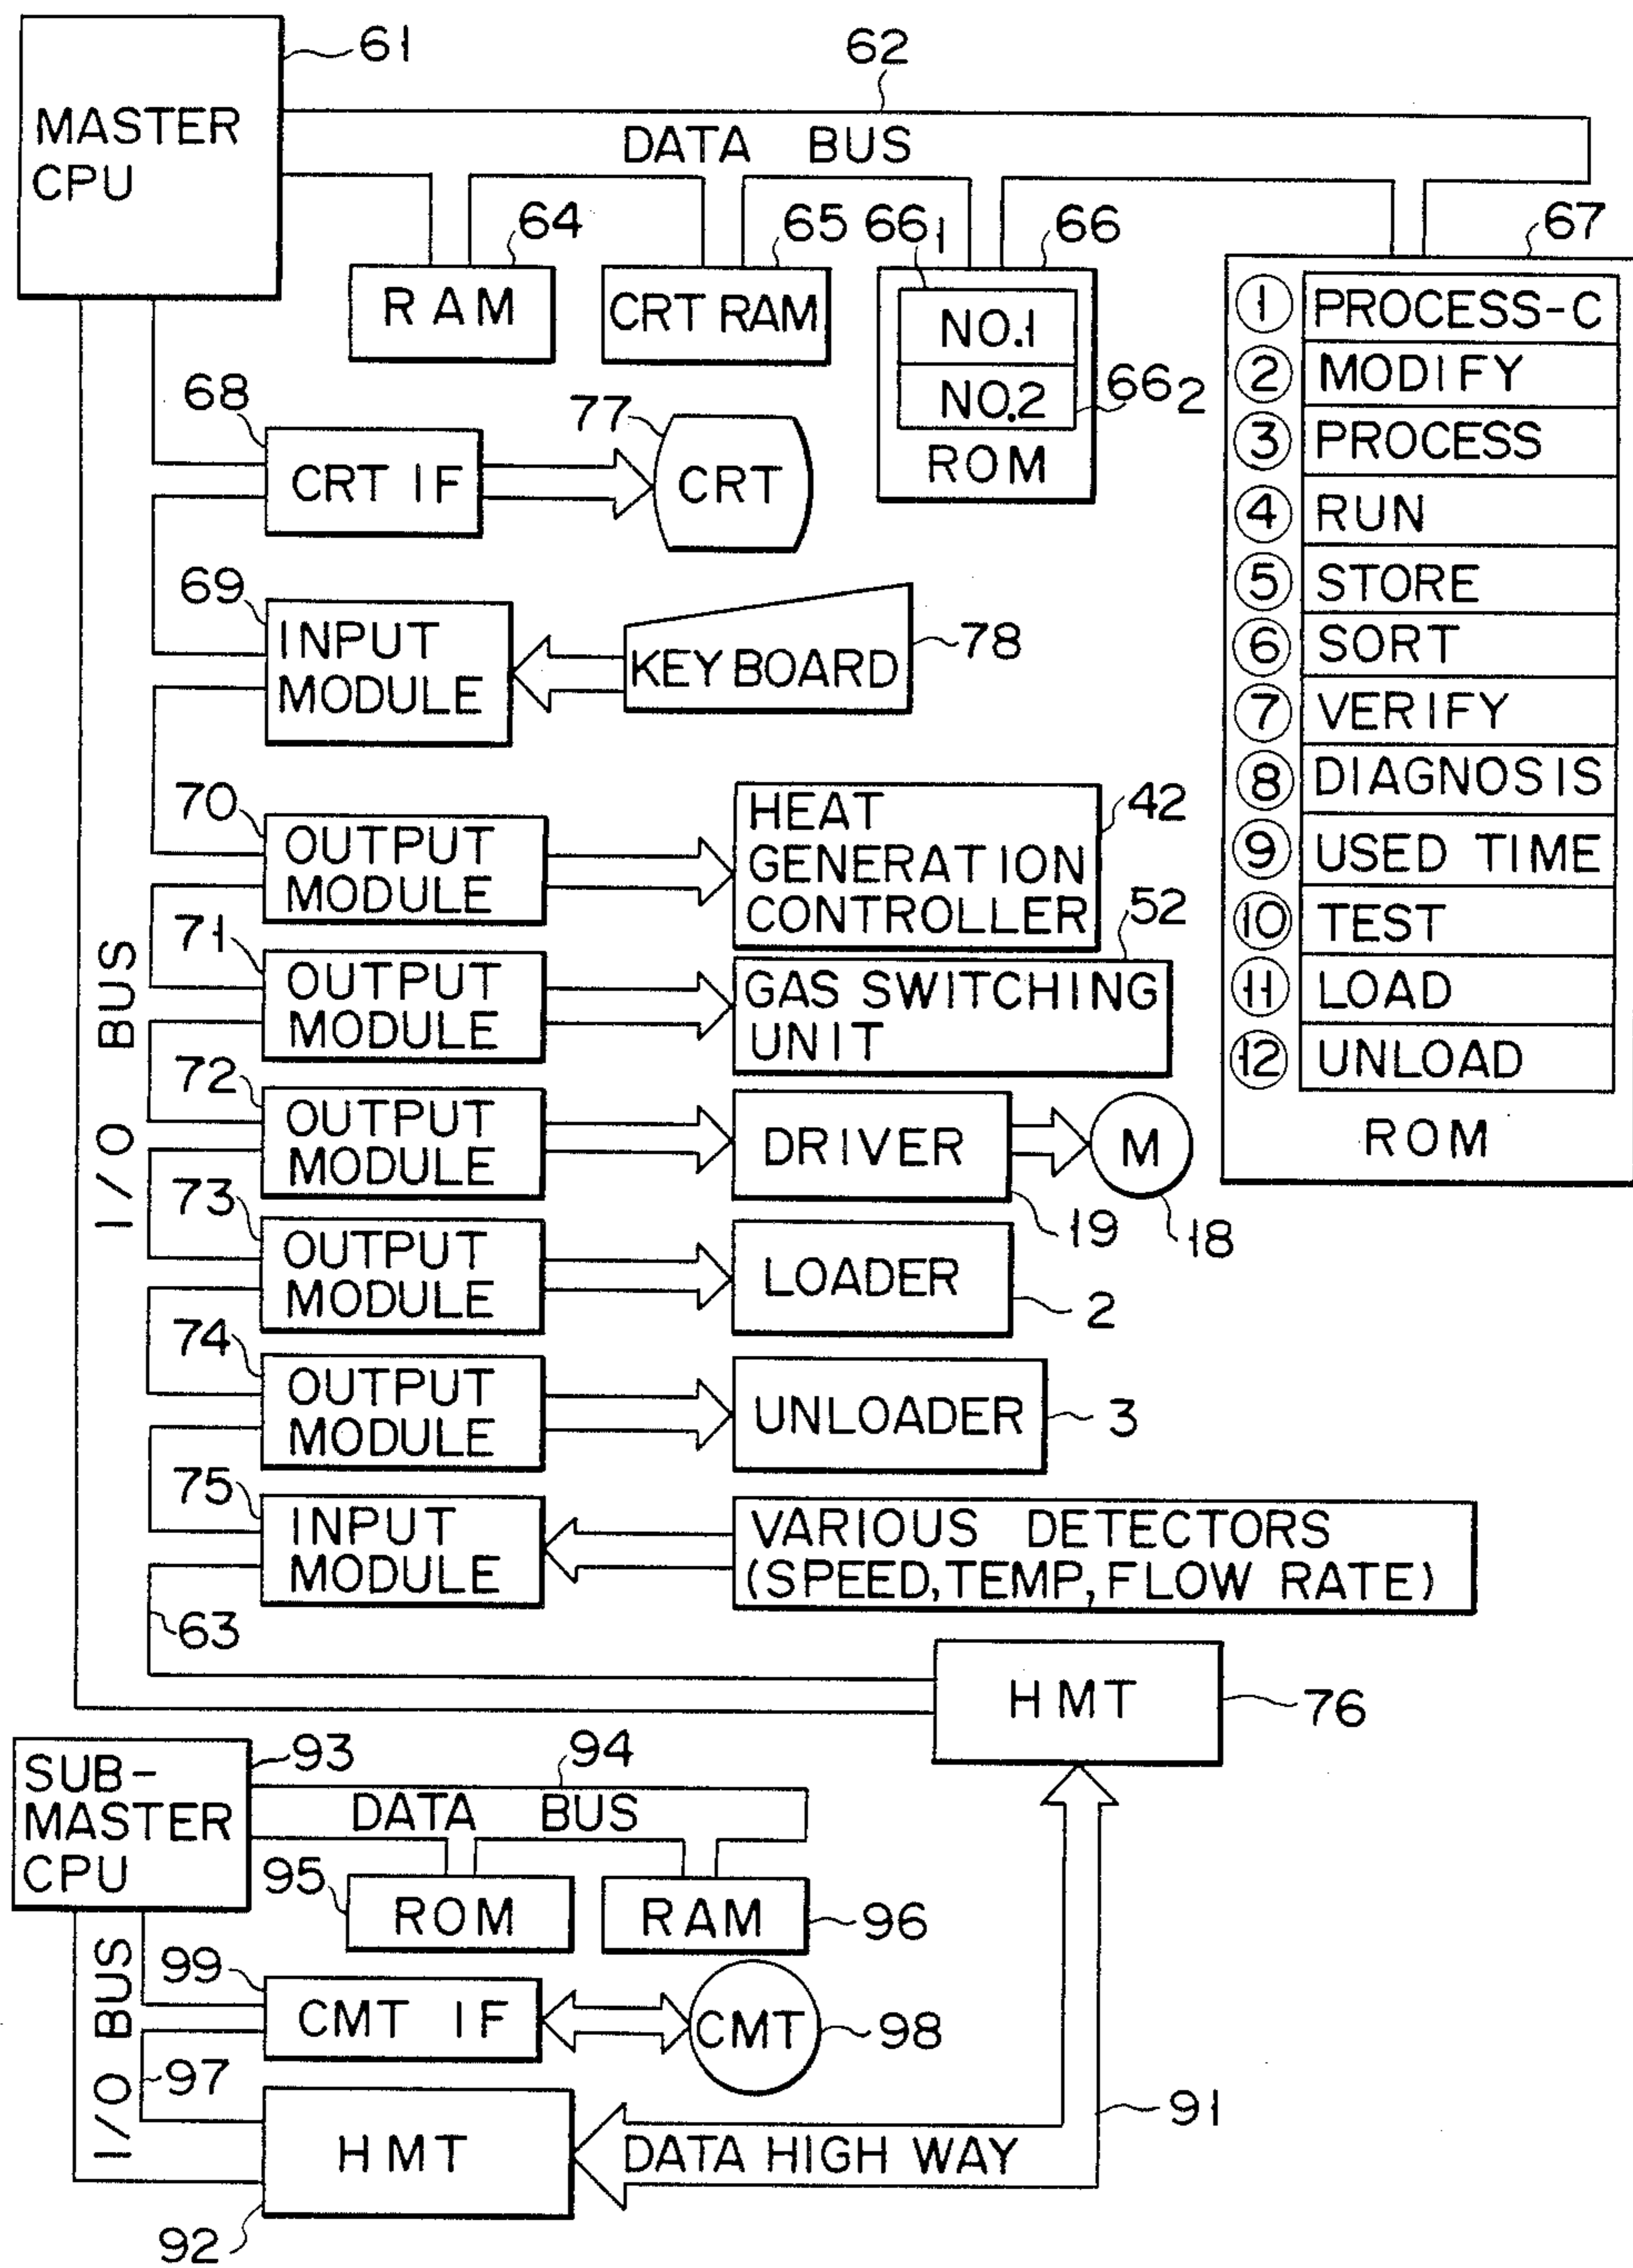 61
62
MASTER
CPU
DATA BUS
64
65
66₁
66
67
RAM
CRT RAM
NO.1
NO.2
66₂
ROM
① PROCESS-C
② MODIFY
③ PROCESS
④ RUN
⑤ STORE
⑥ SORT
⑦ VERIFY
⑧ DIAGNOSIS
⑨ USED TIME
⑩ TEST
⑪ LOAD
⑫ UNLOAD
ROM
68
CRT IF
77
CRT
69
INPUT
MODULE
KEYBOARD
78
I/O BUS
70
OUTPUT
MODULE
HEAT
GENERATION
CONTROLLER
42
71
OUTPUT
MODULE
GAS SWITCHING
UNIT
52
72
OUTPUT
MODULE
DRIVER
M
19
18
73
OUTPUT
MODULE
LOADER
2
74
OUTPUT
MODULE
UNLOADER
3
75
INPUT
MODULE
VARIOUS DETECTORS
(SPEED,TEMP,FLOW RATE)
63
HMT
76
SUB-
MASTER
CPU
93
94
DATA BUS
95
ROM
RAM
96
I/O BUS
99
CMT IF
CMT
98
97
HMT
92
DATA HIGH WAY
91